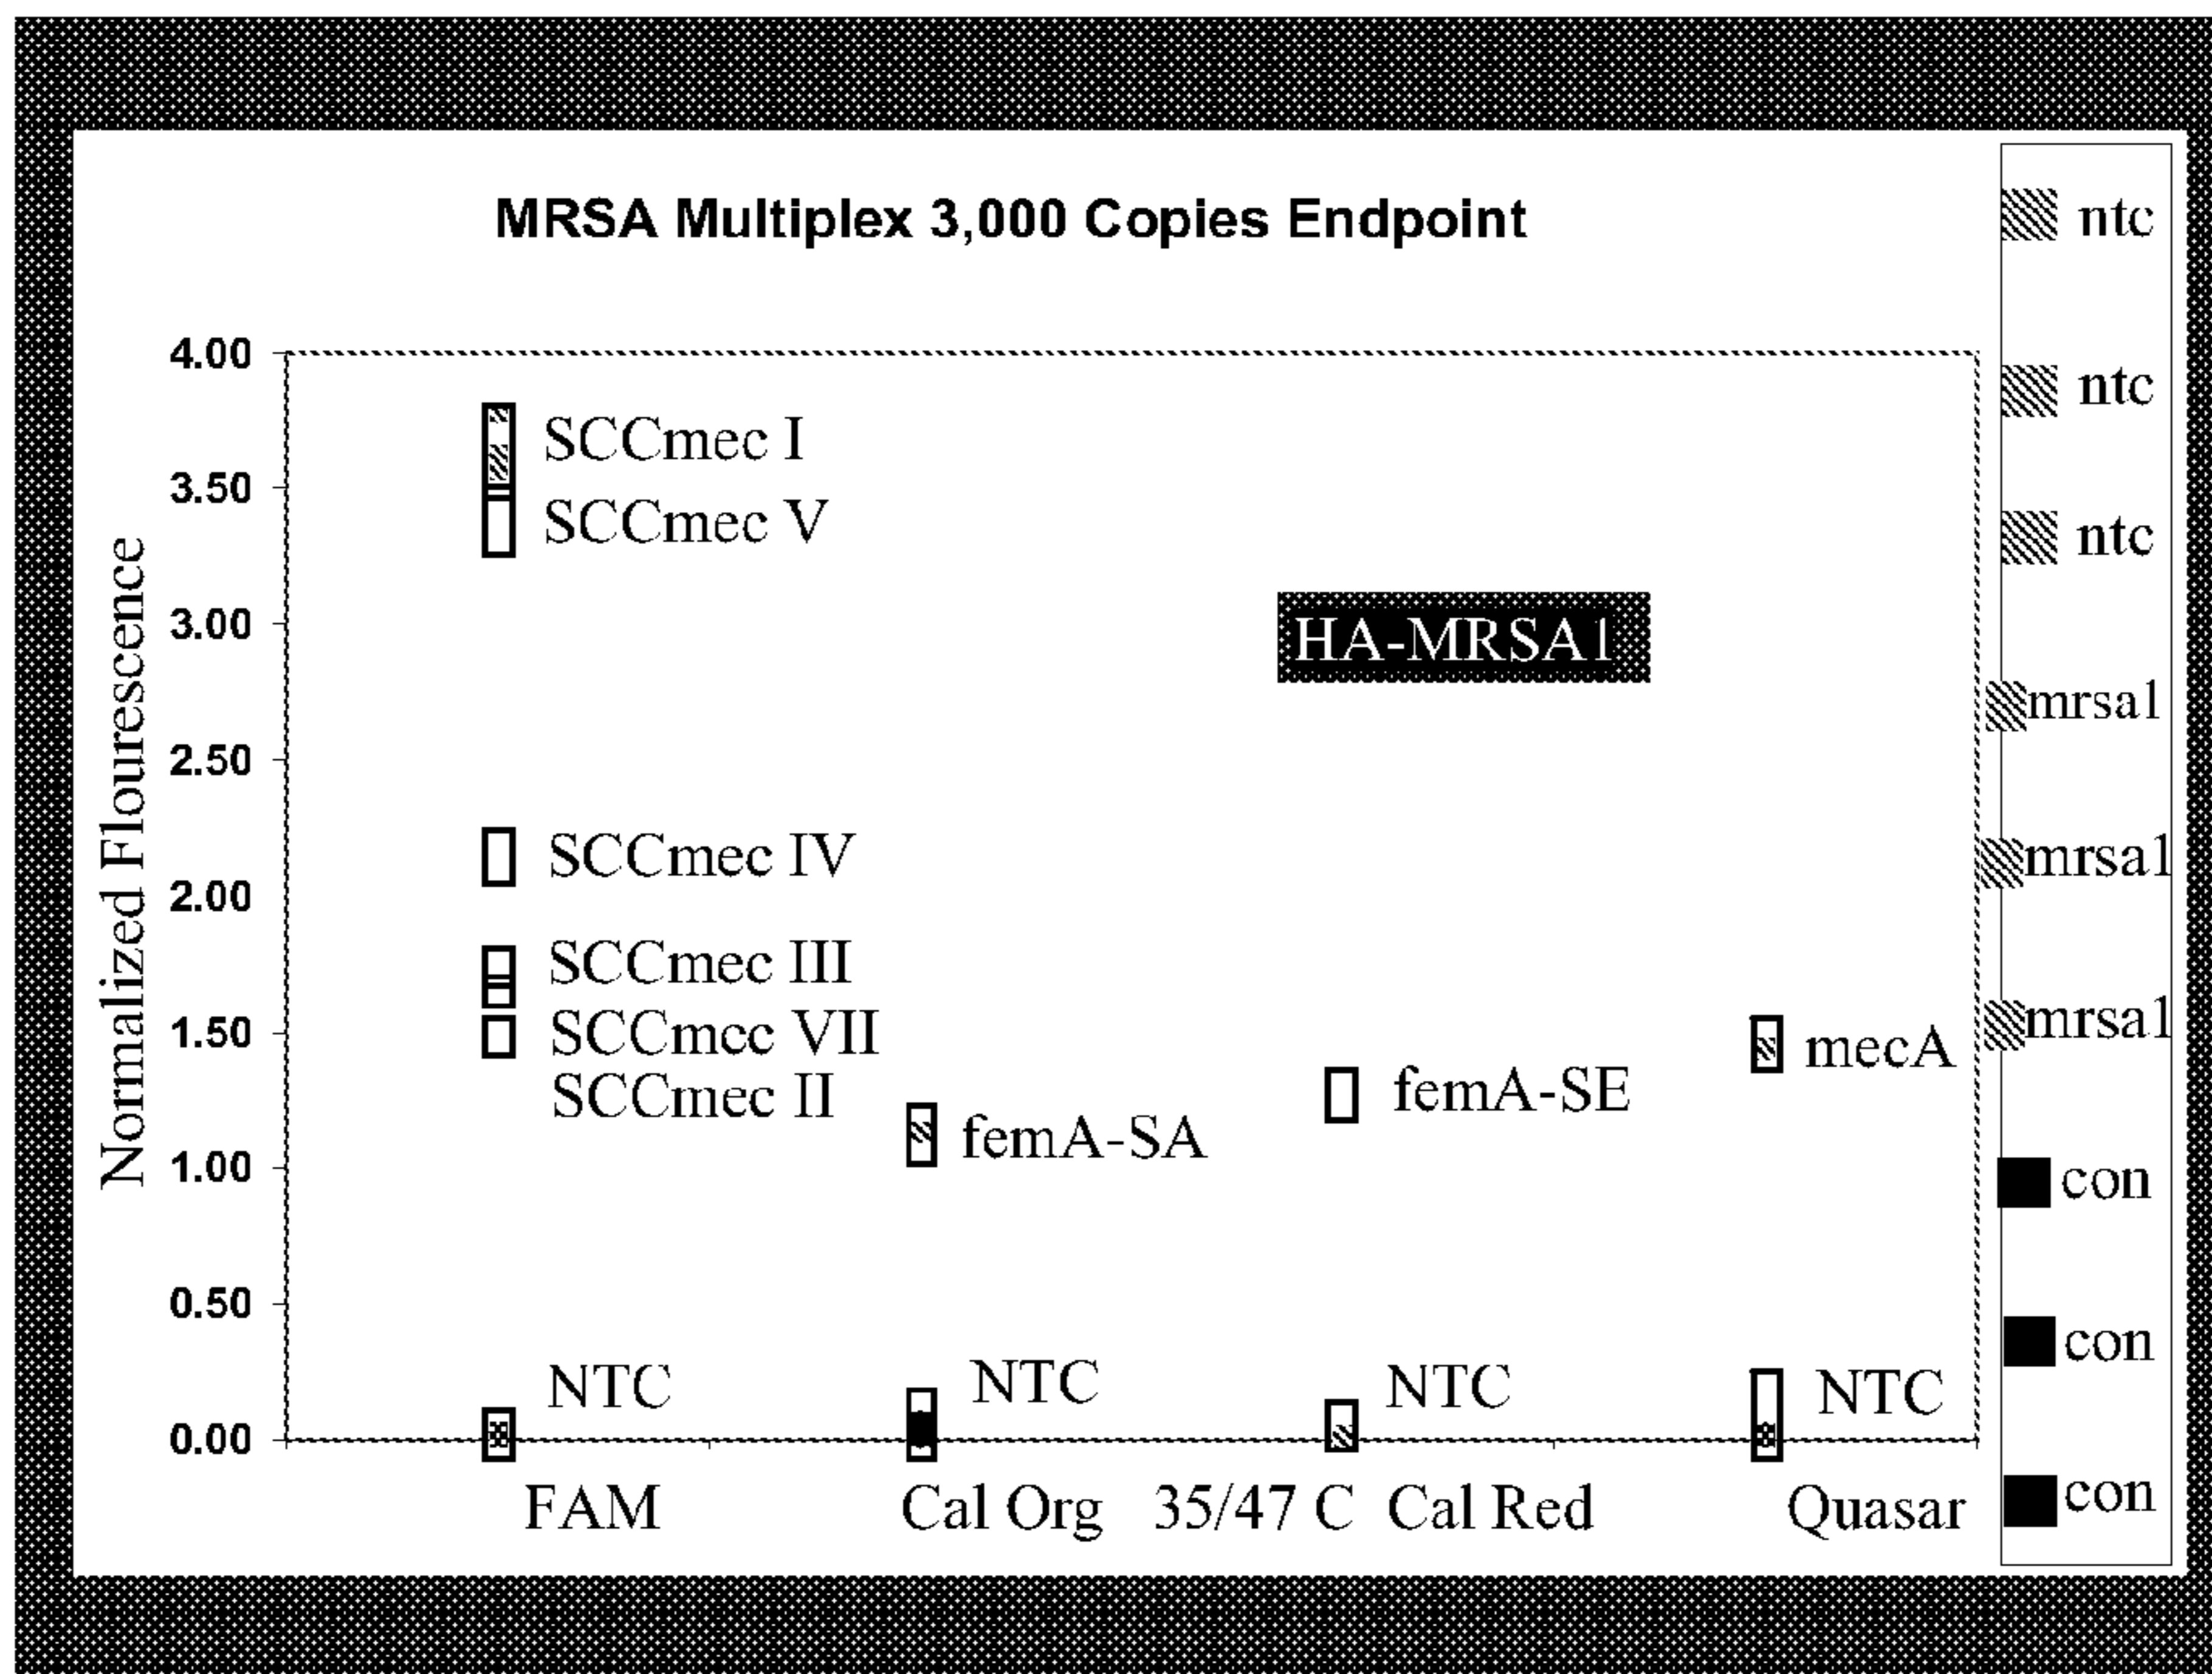 MRSA Multiplex 3,000 Copies Endpoint
Normalized Flourescence
4.00
3.50
3.00
2.50
2.00
1.50
1.00
0.50
0.00
SCCmec I
SCCmec V
SCCmec IV
SCCmec III
SCCmec VII
SCCmec II
femA-SA
femA-SE
mecA
HA-MRSA1
NTC
NTC
NTC
NTC
FAM
Cal Org
35/47 C
Cal Red
Quasar
ntc
ntc
ntc
mrsa1
mrsa1
mrsa1
con
con
con